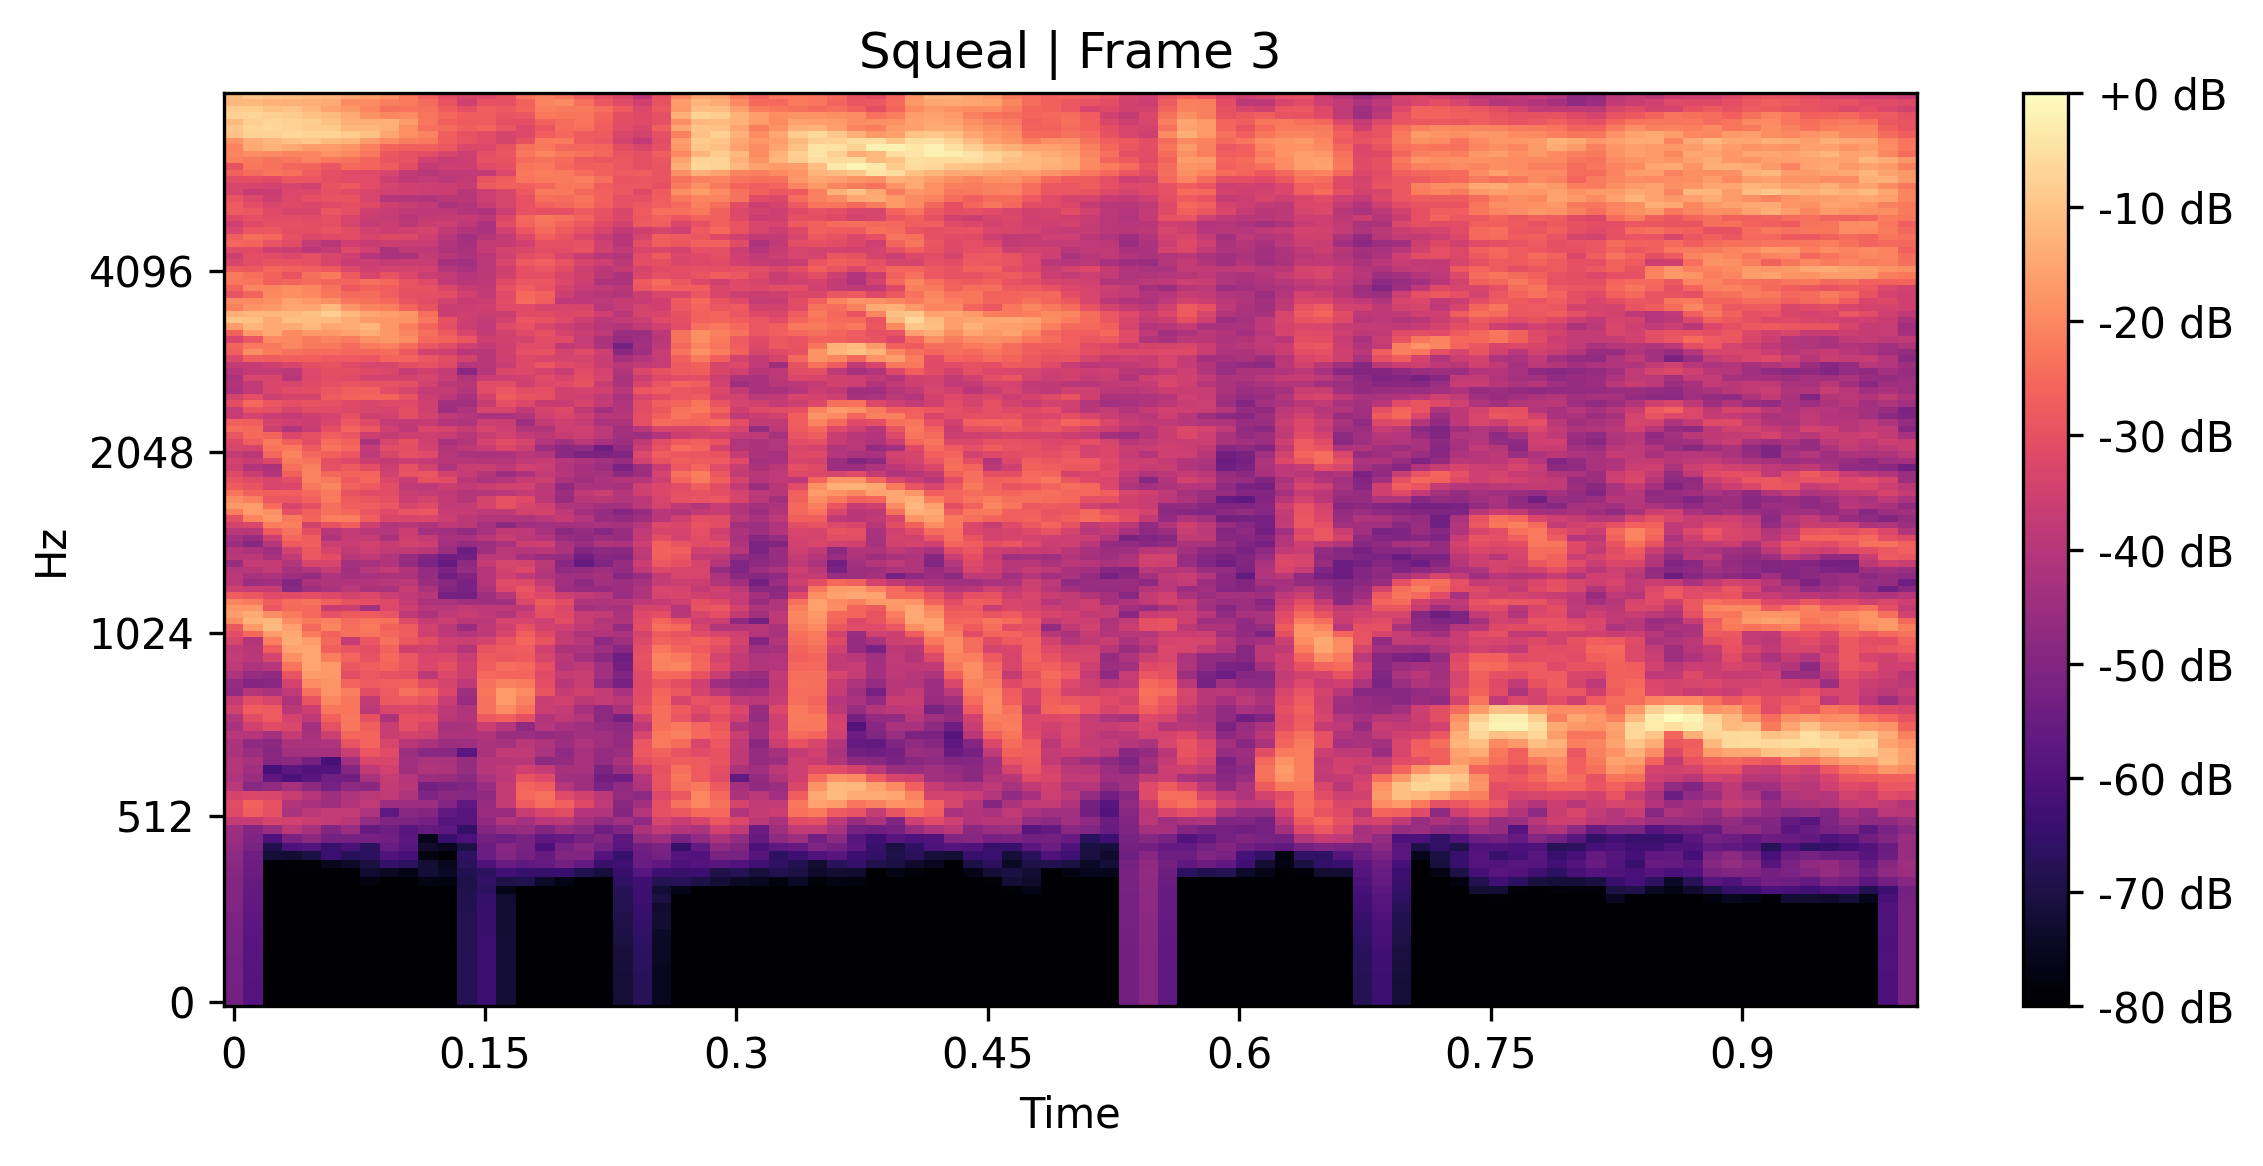 Squeal | Frame 3
Hz
4096
2048
1024
512
0
0 0.15 0.3 0.45 0.6 0.75 0.9
Time
+0 dB
-10 dB
-20 dB
-30 dB
-40 dB
-50 dB
-60 dB
-70 dB
-80 dB